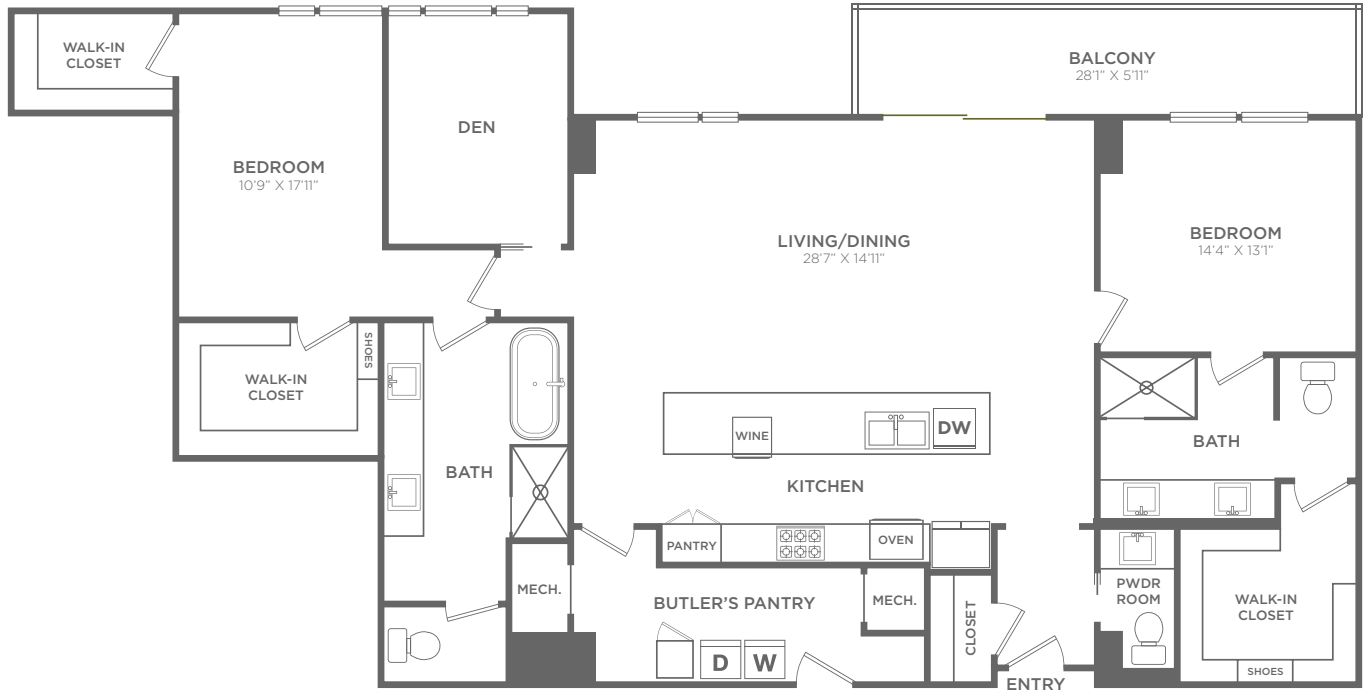 WALK-IN
CLOSET
BALCONY
28'1" X 5'11"
DEN
BEDROOM
10'9" X 17'11"
LIVING/DINING
28'7" X 14'11"
BEDROOM
14'4" X 13'1"
SHOES
WALK-IN
CLOSET
WINE
DW
BATH
BATH
KITCHEN
PANTRY
OVEN
MECH.
BUTLER'S PANTRY
MECH.
CLOSET
PWDR
ROOM
WALK-IN
CLOSET
D
W
SHOES
ENTRY